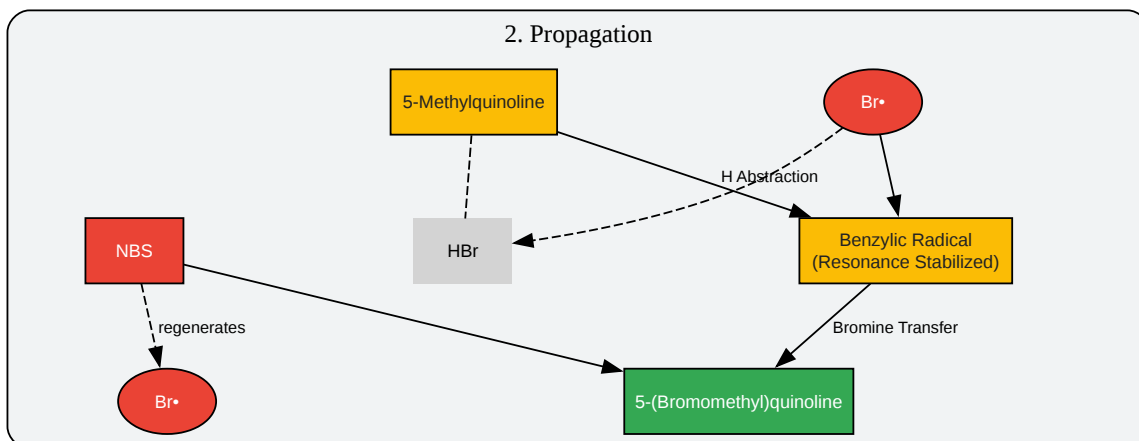 2. Propagation
5-Methylquinoline
Br•
H Abstraction
NBS
HBr
Benzylic Radical
(Resonance Stabilized)
regenerates
Bromine Transfer
Br•
5-(Bromomethyl)quinoline